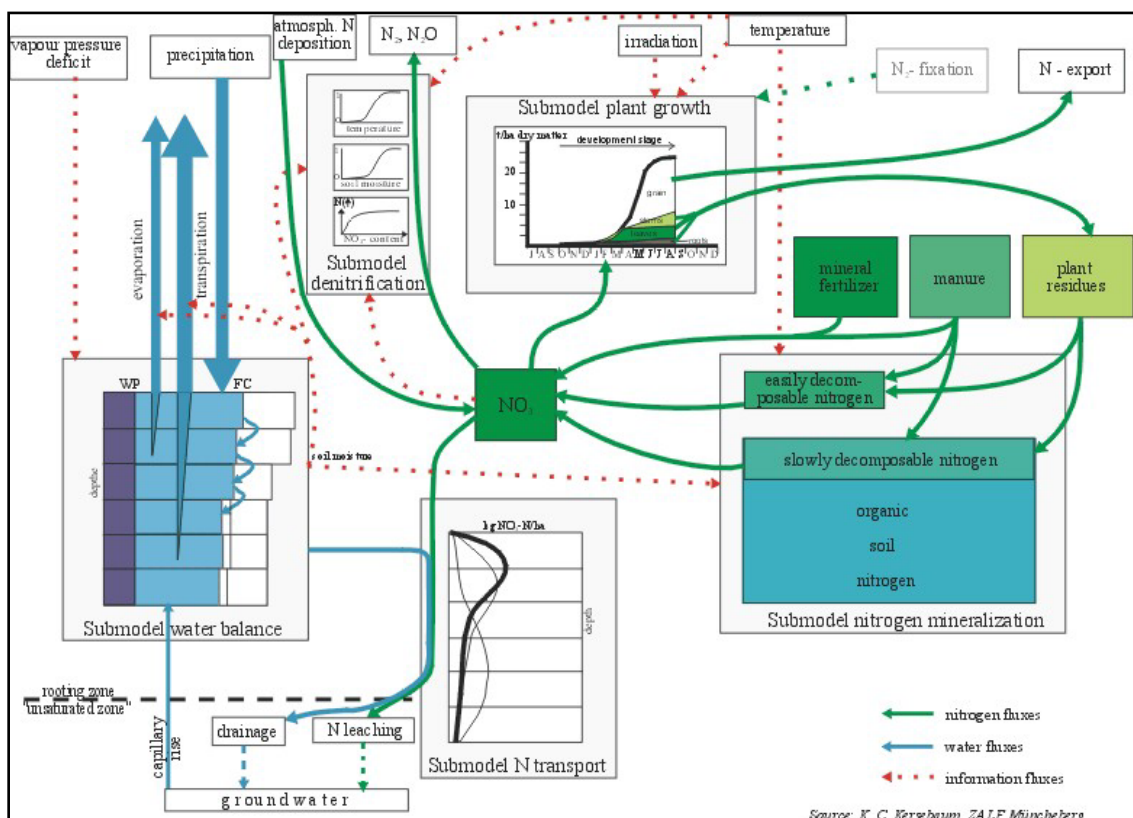 vapour pressure
deficit
precipitation
atmosph. N
deposition
N₂, N₂O
irradiation
temperature
N₂- fixation
N - export
temperature
soil moisture
N(↑)
NO₃- content
Submodel
denitrification
Submodel plant growth
t/ha dry matter
development stage
20
10
grain
J A S O N D J F M A M J J A S O N D
mineral
fertilizer
manure
plant
residues
evaporation
transpiration
WP
FC
depth
soil moisture
Submodel water balance
NO₃
easily decom-
posable nitrogen
slowly decomposable nitrogen
organic
soil
nitrogen
Submodel nitrogen mineralization
kg NO₃-N/ha
depth
Submodel N transport
rooting zone
"unsaturated zone"
capillary
rise
drainage
N leaching
groundwater
nitrogen fluxes
water fluxes
information fluxes
Source: K. C. Kersebaum, ZALF Müncheberg